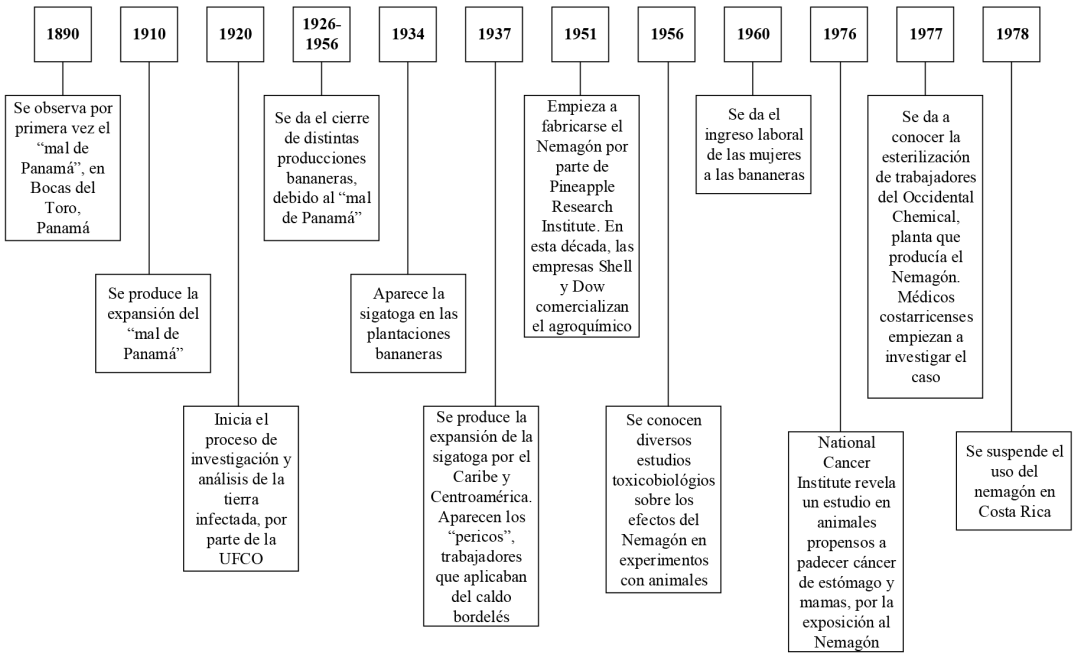 1890
Se observa por
primera vez el
“mal de
Panamá”, en
Bocas del
Toro,
Panamá
1910
Se produce la
expansión del
“mal de
Panamá”
1920
Inicia el
proceso de
investigación y
análisis de la
tierra
infectada, por
parte de la
UFCO
1926-
1956
Se da el cierre
de distintas
producciones
bananeras,
debido al “mal
de Panamá”
1934
Aparece la
sigatoga en las
plantaciones
bananeras
1937
Se produce la
expansión de la
sigatoga por el
Caribe y
Centroamérica.
Aparecen los
“pericos”,
trabajadores
que aplicaban
del caldo
bordelés
1951
Empieza a
fabricarse el
Nemagón por
parte de
Pineapple
Research
Institute. En
esta década, las
empresas Shell
y Dow
comercializan
el agroquímico
1956
Se conocen
diversos
estudios
toxicobiológios
sobre los
efectos del
Nemagón en
experimentos
con animales
1960
Se da el
ingreso laboral
de las mujeres
a las bananeras
1976
National
Cancer
Institute revela
un estudio en
animales
propensos a
padecer cáncer
de estómago y
mamas, por la
exposición al
Nemagón
1977
Se da a
conocer la
esterilización
de trabajadores
del Occidental
Chemical,
planta que
producía el
Nemagón.
Médicos
costarricenses
empiezan a
investigar el
caso
1978
Se suspende el
uso del
nemagón en
Costa Rica